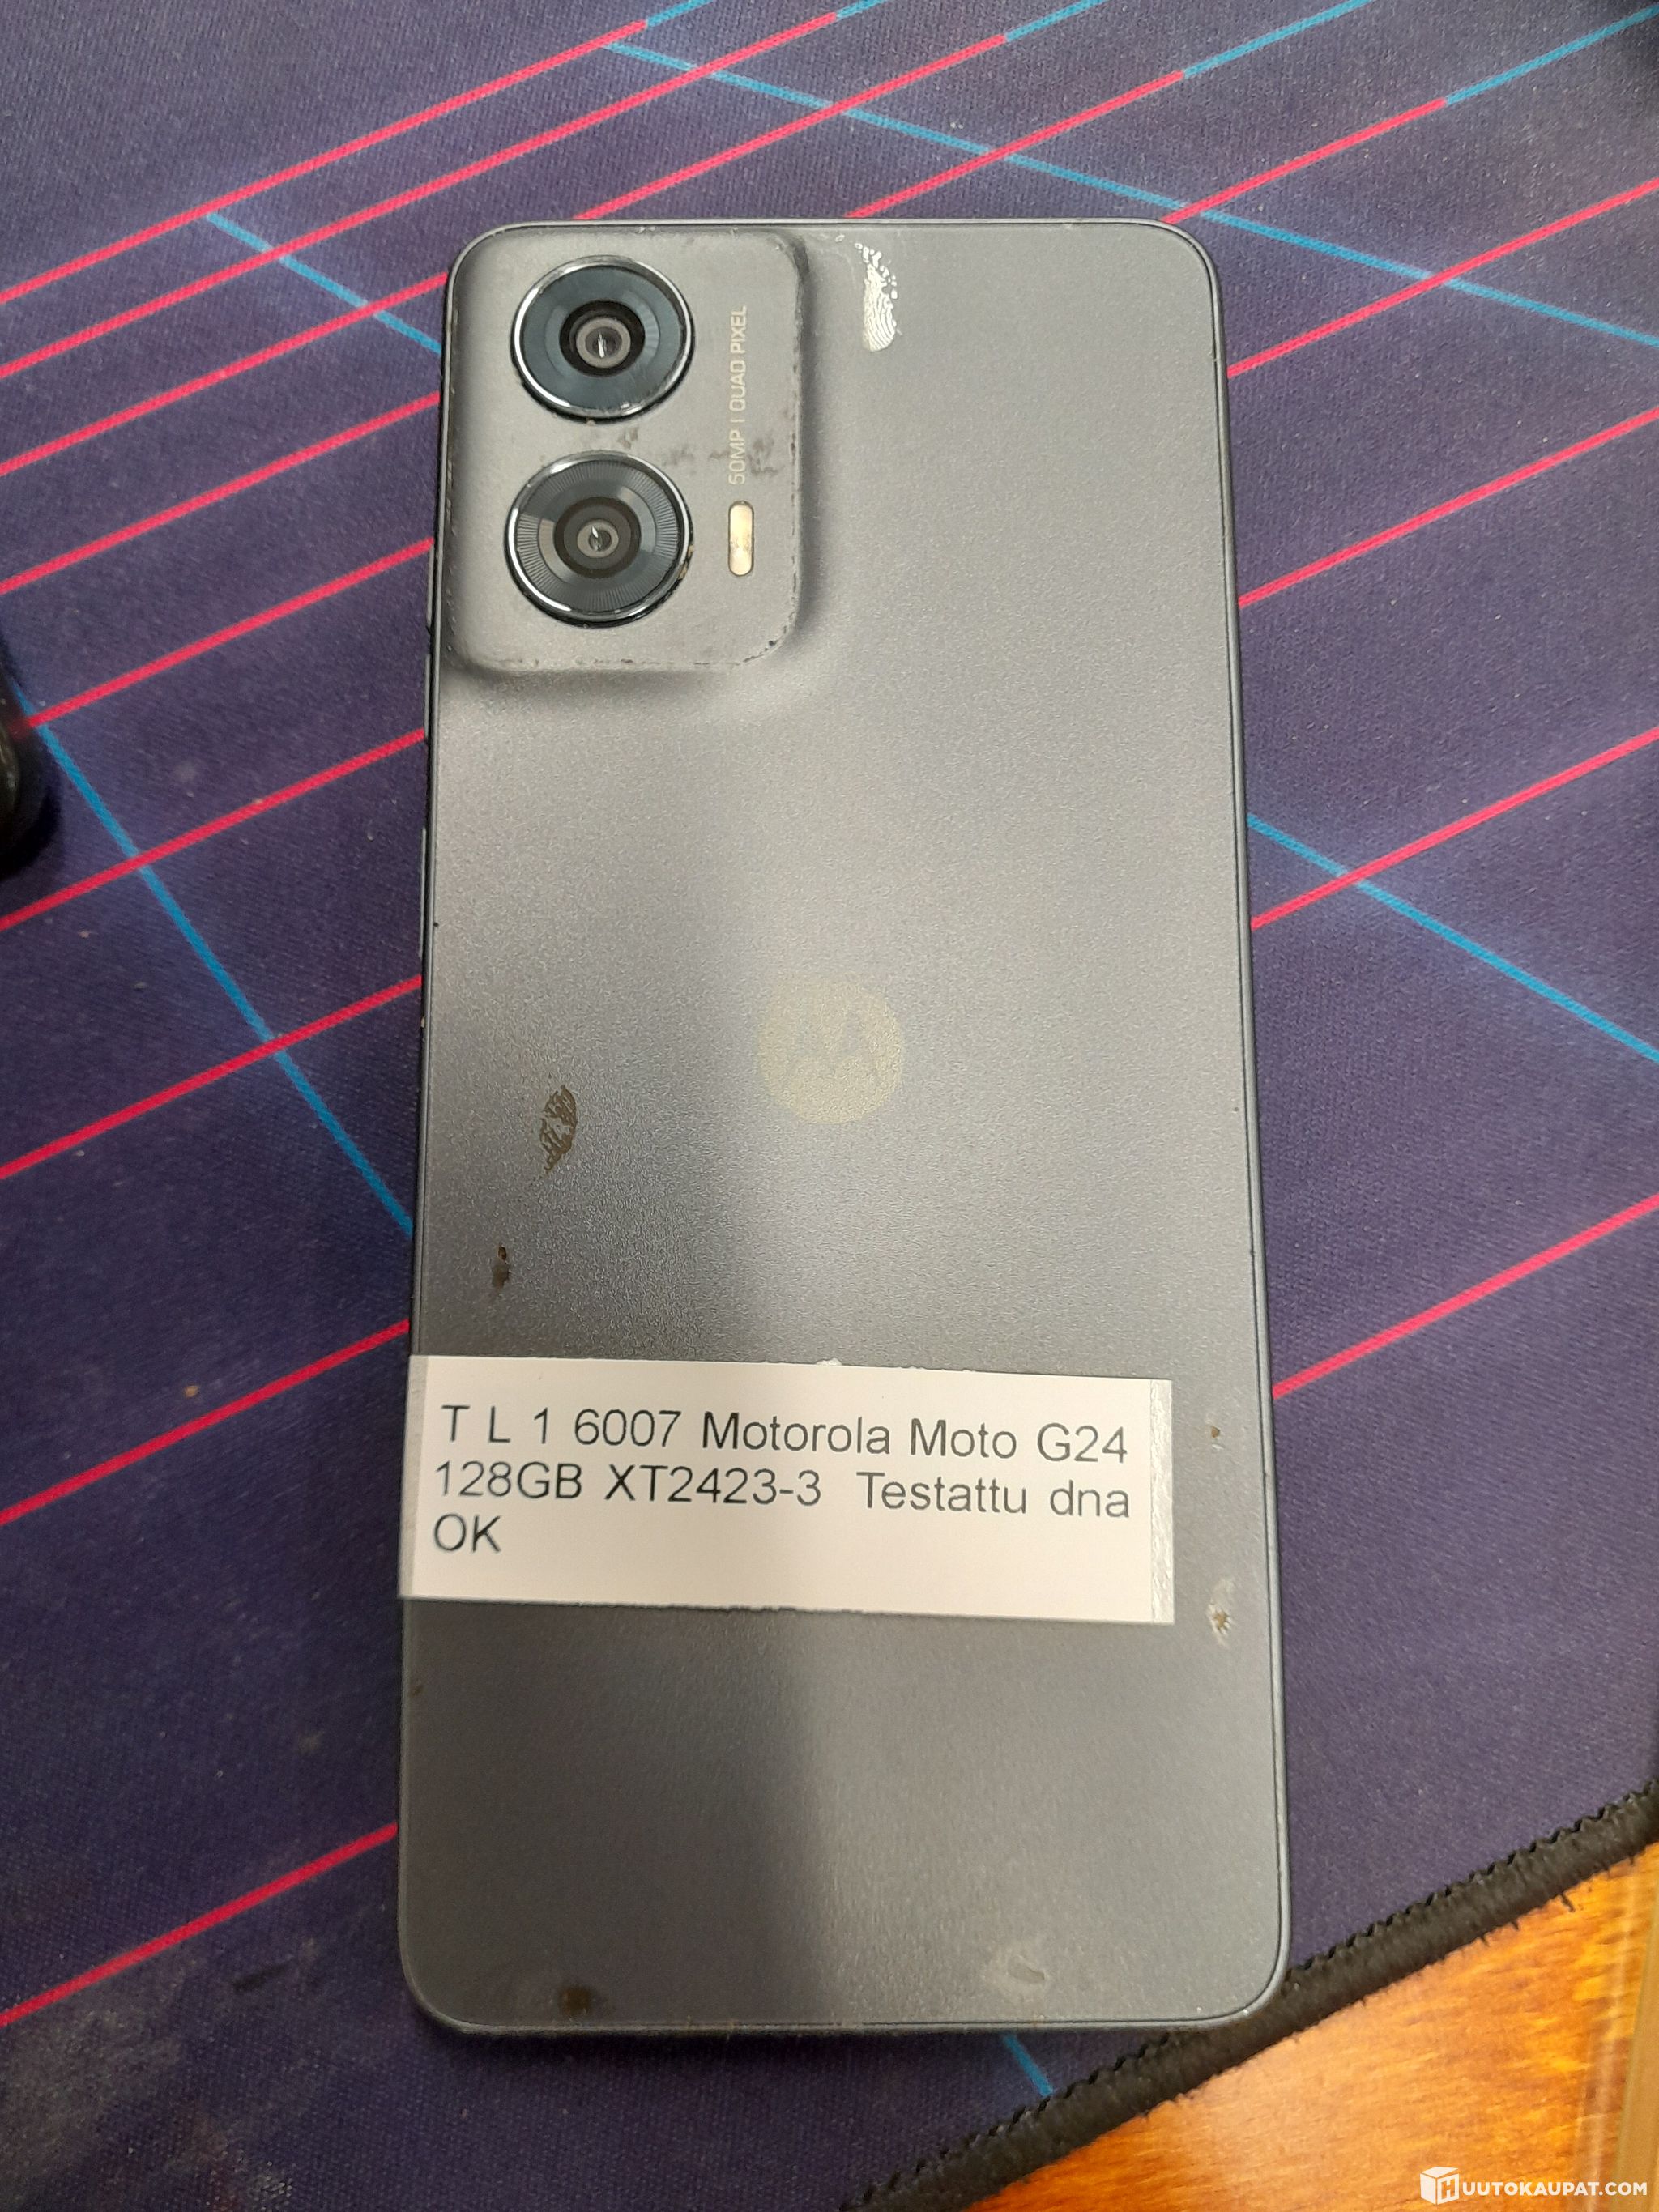 50MP | QUAD PIXEL
T L 1 6007 Motorola Moto G24
128GB XT2423-3 Testattu dna
OK
HUUTOKAUPAT.COM